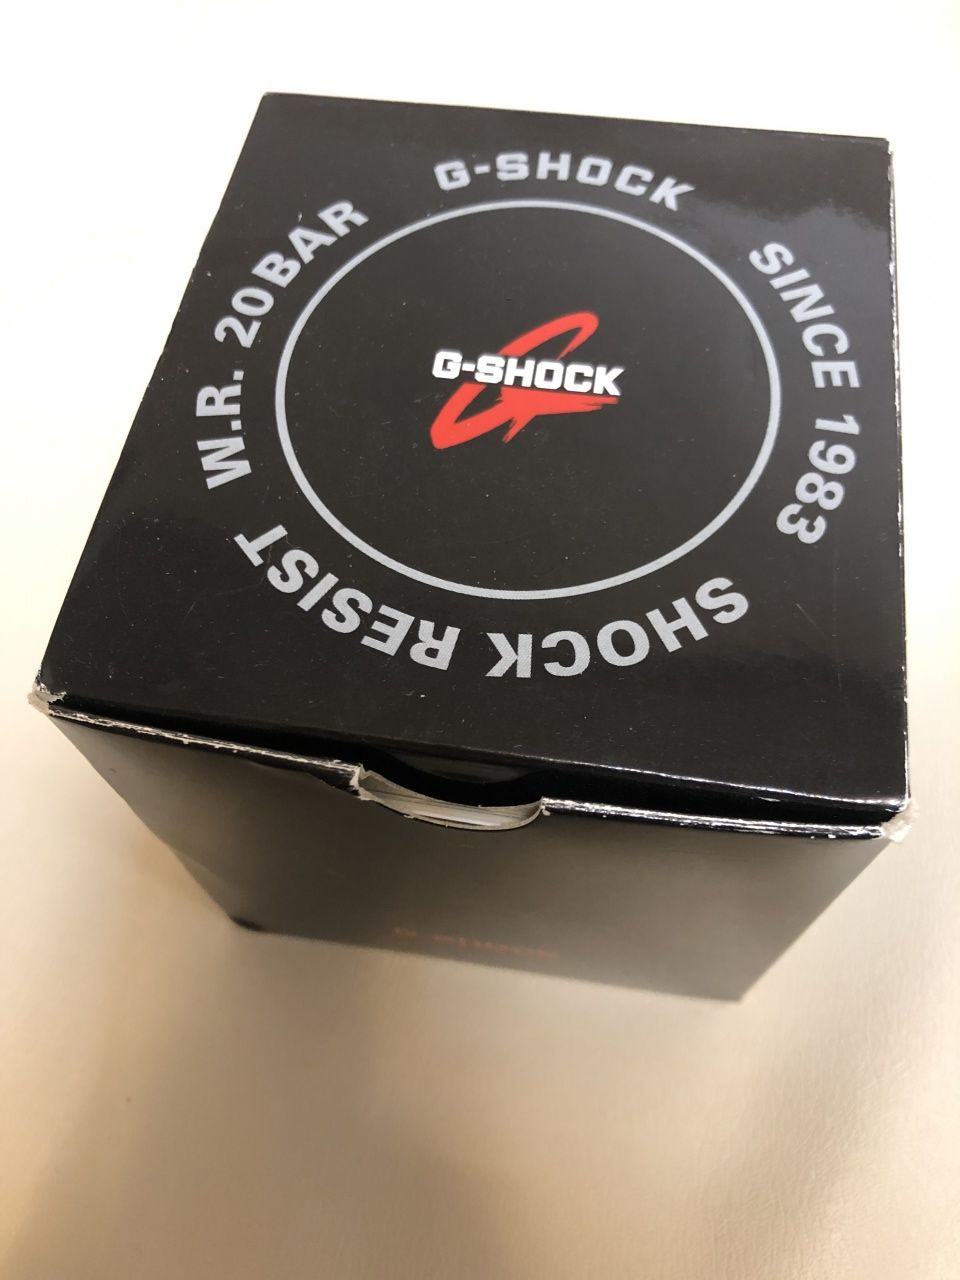 G-SHOCK
SINCE 1983
SHOCK RESIST
W.R. 20BAR
G-SHOCK